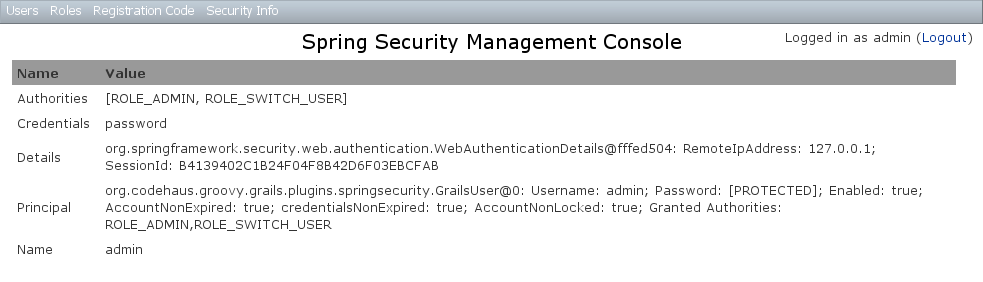 Users Roles Registration Code Security Info
Spring Security Management Console
Logged in as admin (Logout)
Name Value
Authorities [ROLE_ADMIN, ROLE_SWITCH_USER]
Credentials password
Details org.springframework.security.web.authentication.WebAuthenticationDetails@fffed504: RemoteIpAddress: 127.0.0.1;
SessionId: B4139402C1B24F04F8B42D6F03EBCFAB
Principal org.codehaus.groovy.grails.plugins.springsecurity.GrailsUser@0: Username: admin; Password: [PROTECTED]; Enabled: true;
AccountNonExpired: true; credentialsNonExpired: true; AccountNonLocked: true; Granted Authorities:
ROLE_ADMIN,ROLE_SWITCH_USER
Name admin